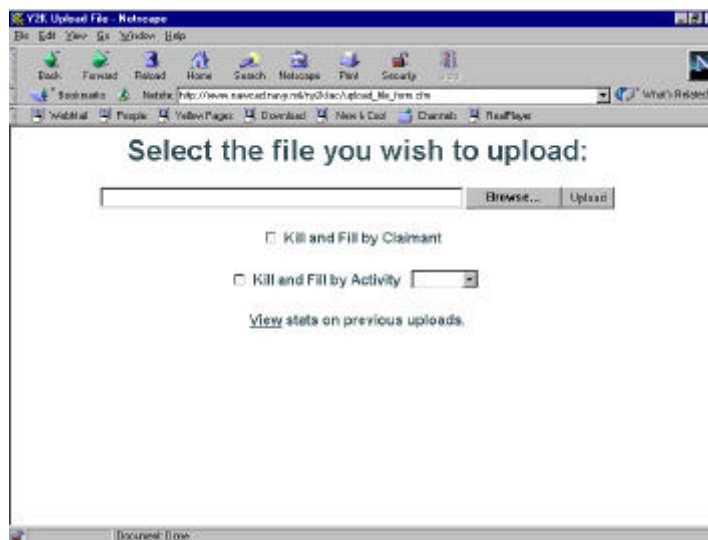 Y2K Upload File - Netscape
File Edit View Go Window Help
Back Forward Reload Home Search Netscape Print Security
Bookmarks What's Related
WebMail People Yellow Pages Download New & Cool Channels RealPlayer
Select the file you wish to upload:
Browse... Upload
Kill and Fill by Claimant
Kill and Fill by Activity
View stats on previous uploads.
Document: Done